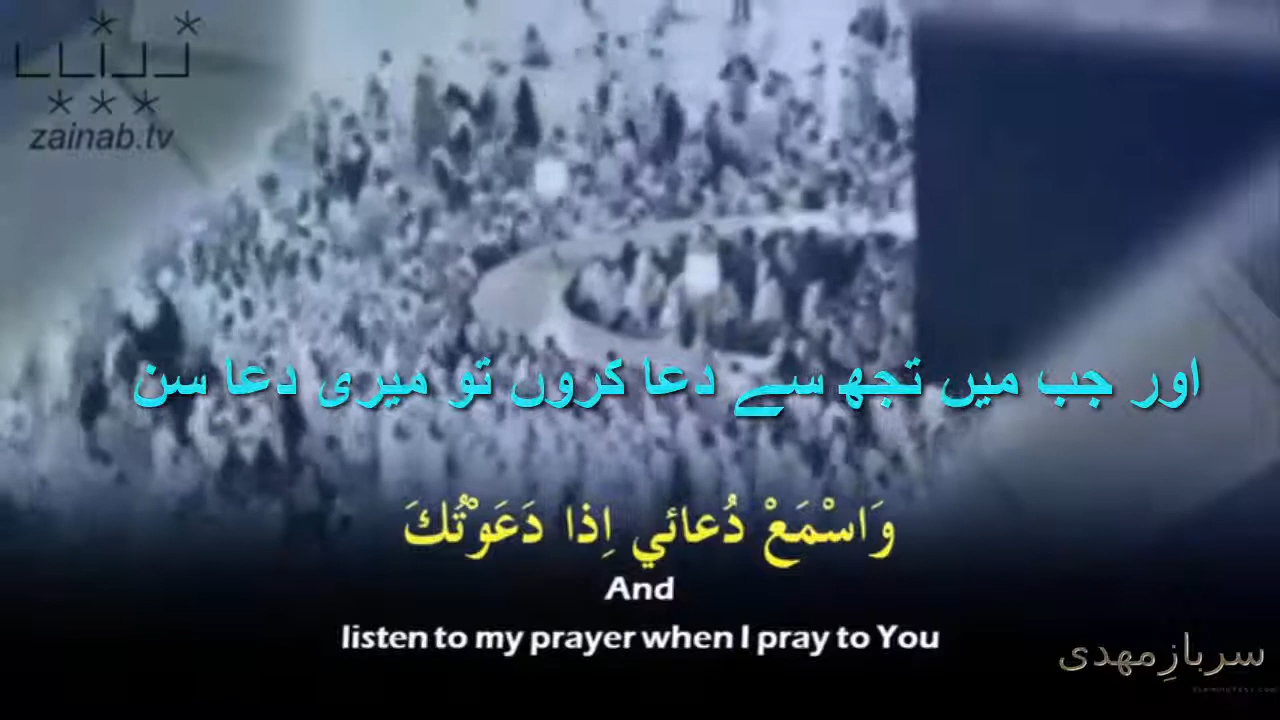 zainab.tv
اور جب میں تجھ سے دعا کروں تو میری دعا سن
وَاسْمَعْ دُعائي اِذا دَعَوْتُكَ
And
listen to my prayer when I pray to You
سربازِمهدی